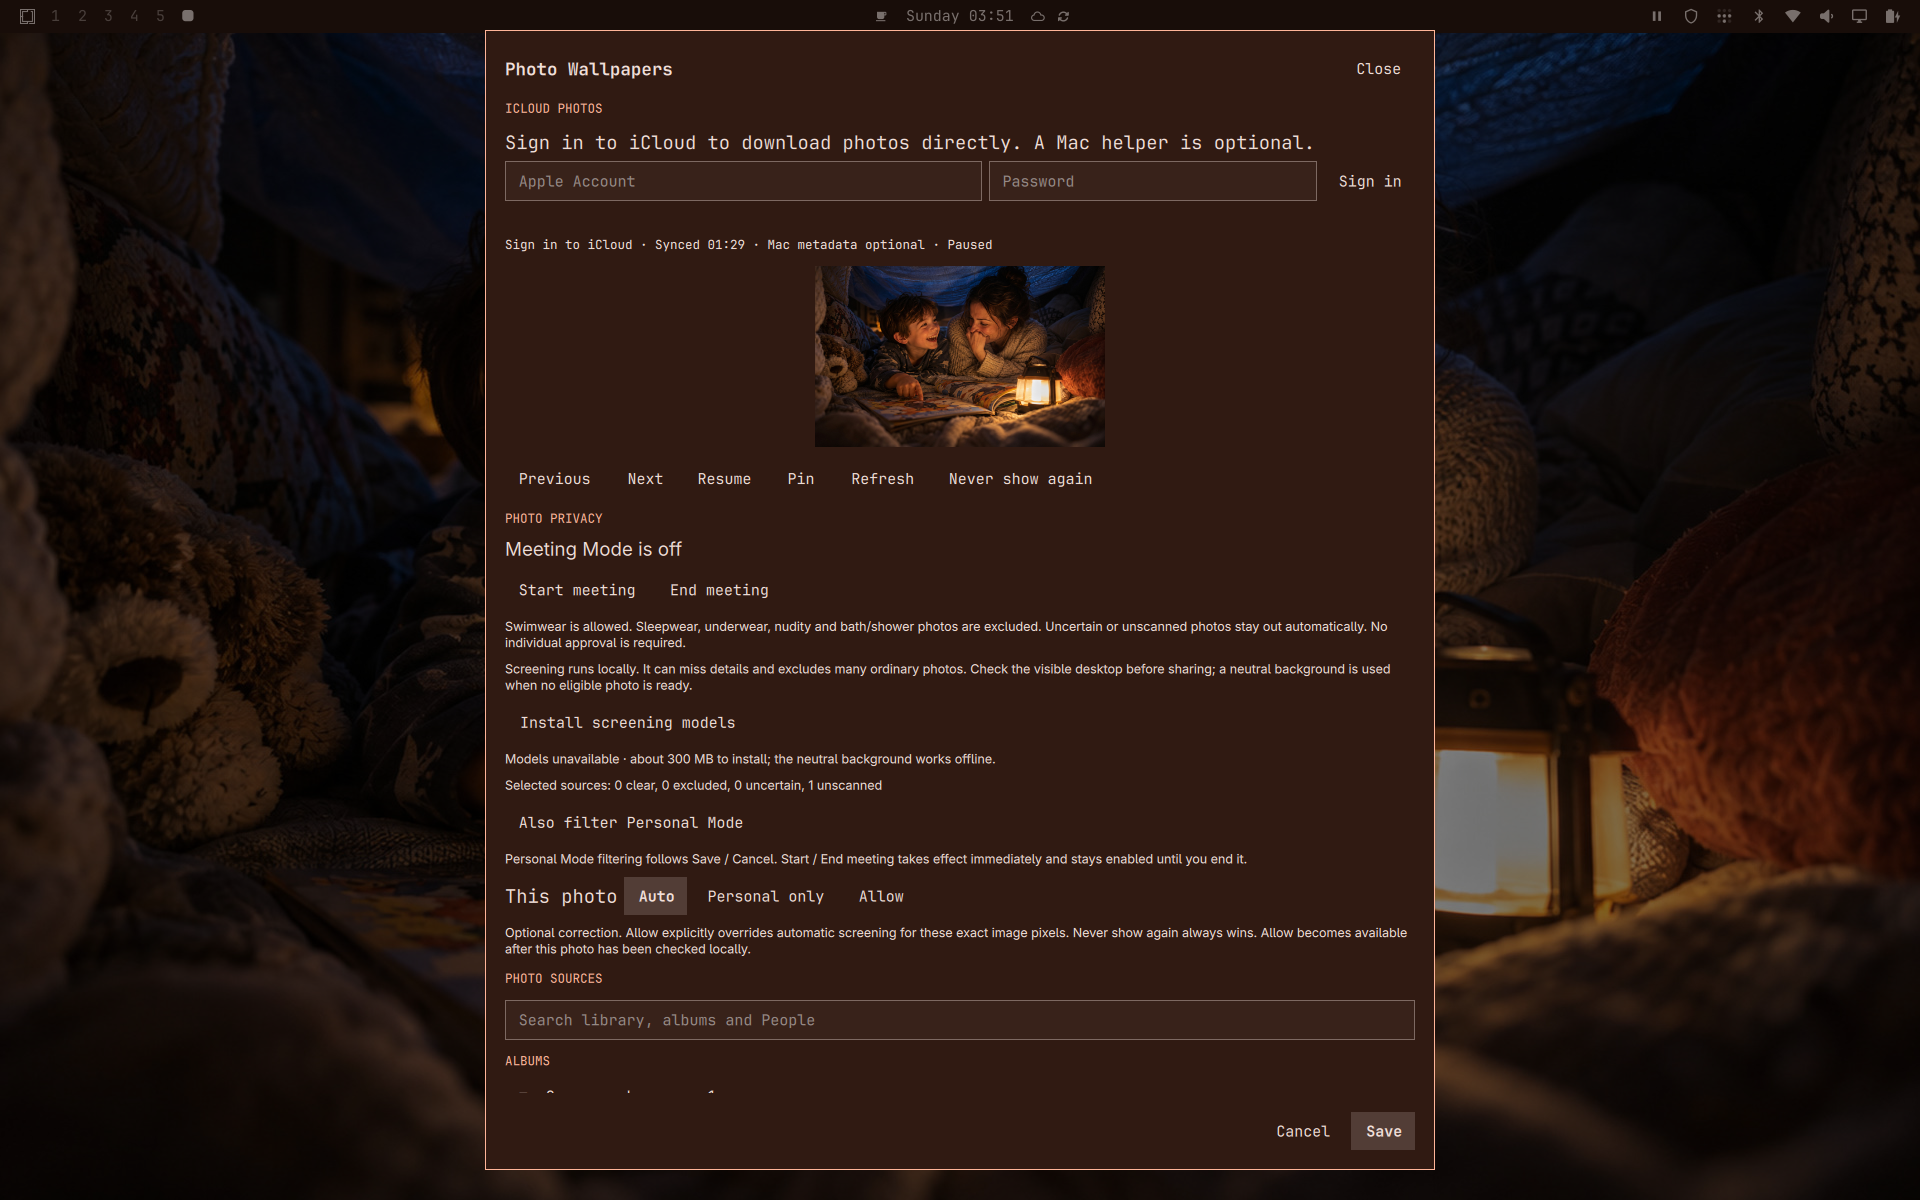 1 2 3 4 5
Sunday 03:51
Photo Wallpapers
Close
ICLOUD PHOTOS
Sign in to iCloud to download photos directly. A Mac helper is optional.
Apple Account
Password
Sign in
Sign in to iCloud · Synced 01:29 · Mac metadata optional · Paused
Previous Next Resume Pin Refresh Never show again
PHOTO PRIVACY
Meeting Mode is off
Start meeting End meeting
Swimwear is allowed. Sleepwear, underwear, nudity and bath/shower photos are excluded. Uncertain or unscanned photos stay out automatically. No
individual approval is required.
Screening runs locally. It can miss details and excludes many ordinary photos. Check the visible desktop before sharing; a neutral background is used
when no eligible photo is ready.
Install screening models
Models unavailable · about 300 MB to install; the neutral background works offline.
Selected sources: 0 clear, 0 excluded, 0 uncertain, 1 unscanned
Also filter Personal Mode
Personal Mode filtering follows Save / Cancel. Start / End meeting takes effect immediately and stays enabled until you end it.
This photo Auto Personal only Allow
Optional correction. Allow explicitly overrides automatic screening for these exact image pixels. Never show again always wins. Allow becomes available
after this photo has been checked locally.
PHOTO SOURCES
Search library, albums and People
ALBUMS
Cancel Save